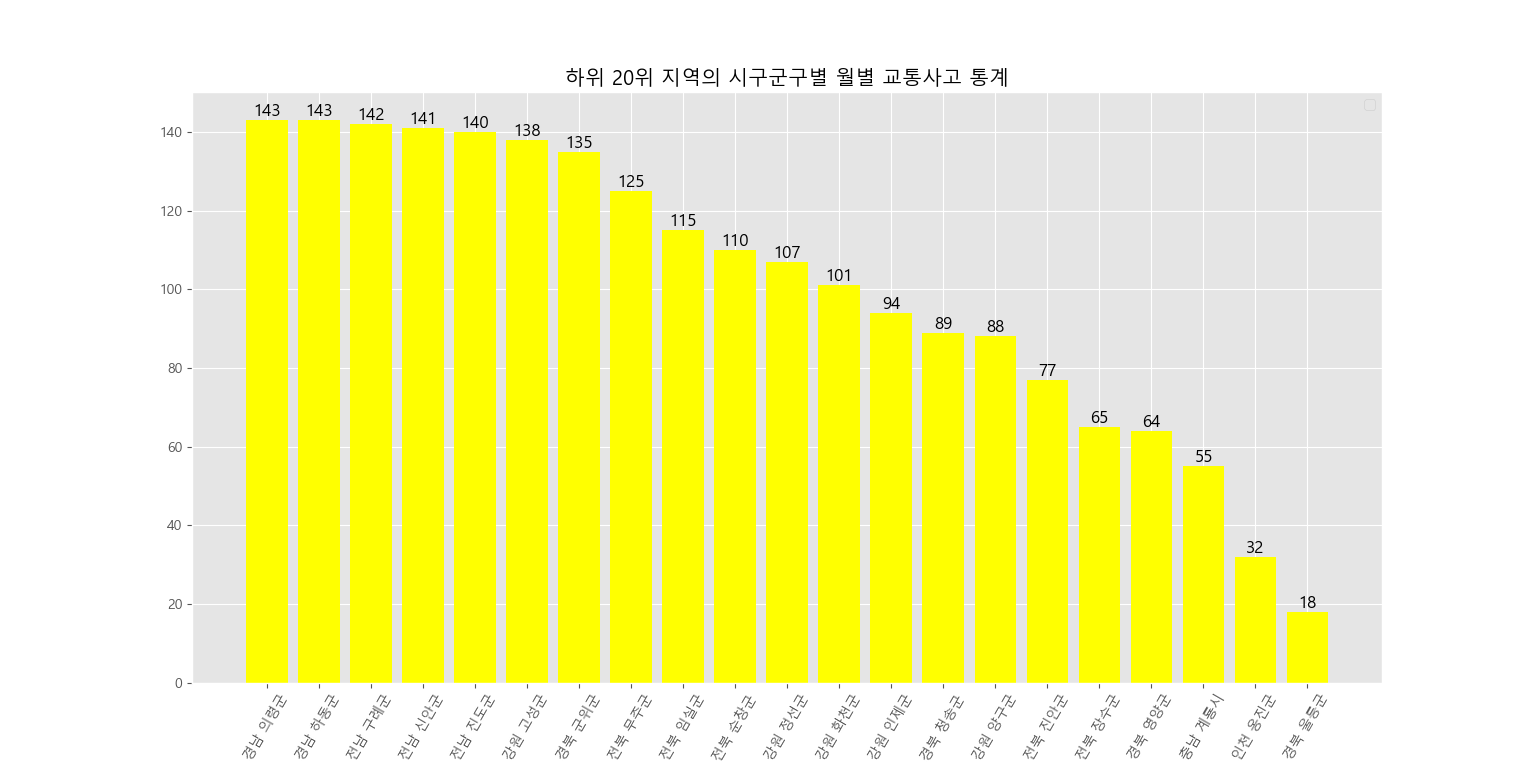 하위 20위 지역의 시구군구별 월별 교통사고 통계
143 143 142 141 140 138 135 125 115 110 107 101 94 89 88 77 65 64 55 32 18
140
120
100
80
60
40
20
0
경남 의령군
경남 하동군
전남 구례군
전남 신안군
전남 진도군
강원 고성군
경북 군위군
전북 무주군
전북 임실군
전북 순창군
강원 정선군
강원 화천군
강원 인제군
경북 청송군
강원 양구군
전북 진안군
전북 장수군
경북 영양군
충남 계룡시
인천 옹진군
경북 울릉군